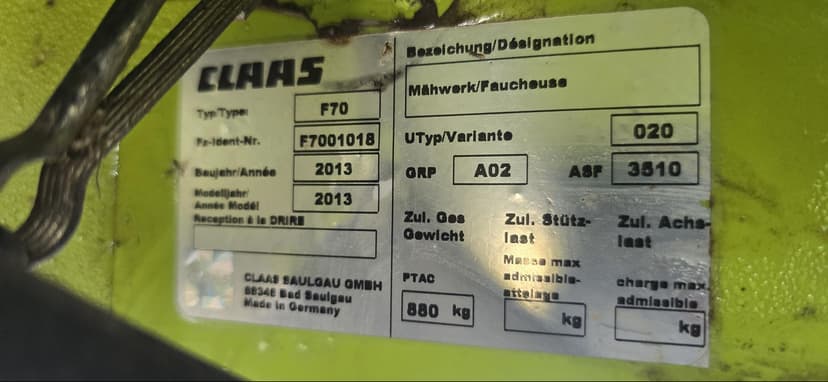 CLAAS
Typ/Type: F70
Fz-Ident-Nr. F7001018
Baujahr/Année 2013
Modelljahr/
Année Model 2013
Reception à la DRIRE
CLAAS SAULGAU GMBH
88348 Bad Saulgau
Made in Germany
Bezeichung/Désignation
Mähwerk/Faucheuse
UTyp/Variante 020
GRP A02 ASF 3510
Zul. Ges Gewicht
PTAC
880 kg
Zul. Stütz-
last
Masse max
admissible-
attelage
kg
Zul. Achs-
last
charge max.
admissible
kg